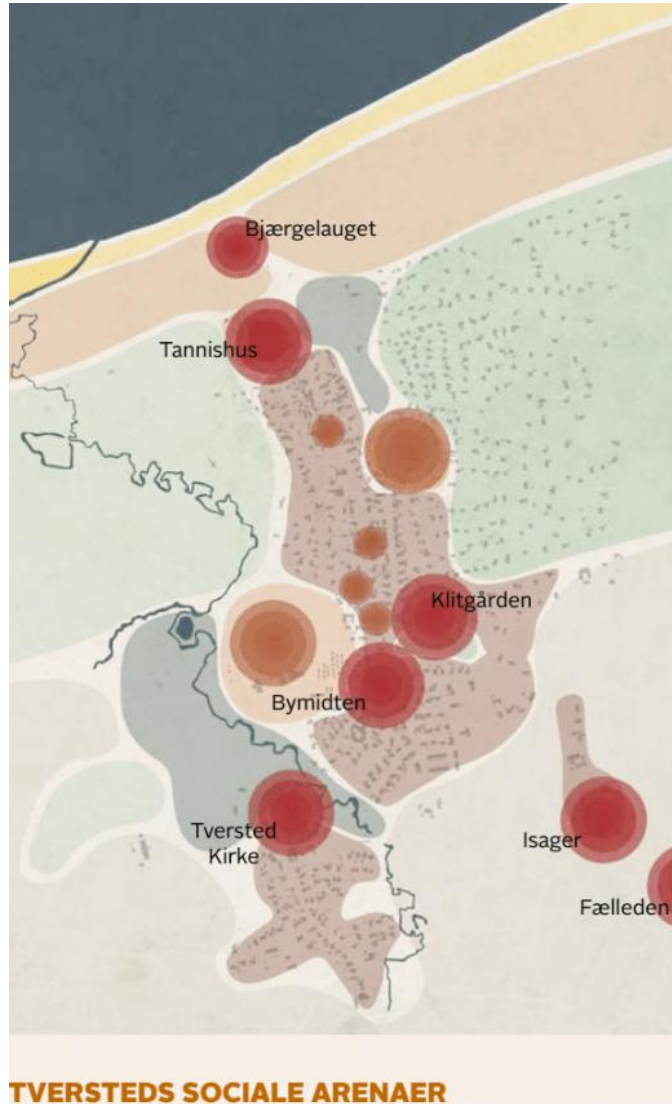 Bjærgelauget
Tannishus
Klitgården
Bymidten
Tversted
Kirke
Isager
Fælleden
TVERSTEDS SOCIALE ARENAER